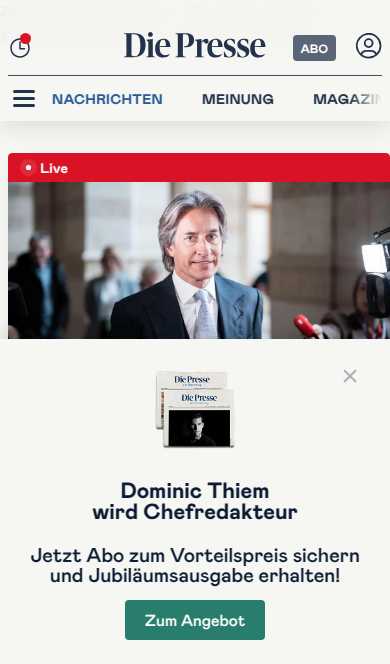 Die Presse
ABO
NACHRICHTEN MEINUNG MAGAZIN
Live
Die Presse
Die Presse
Dominic Thiem
wird Chefredakteur
Jetzt Abo zum Vorteilspreis sichern
und Jubiläumsausgabe erhalten!
Zum Angebot